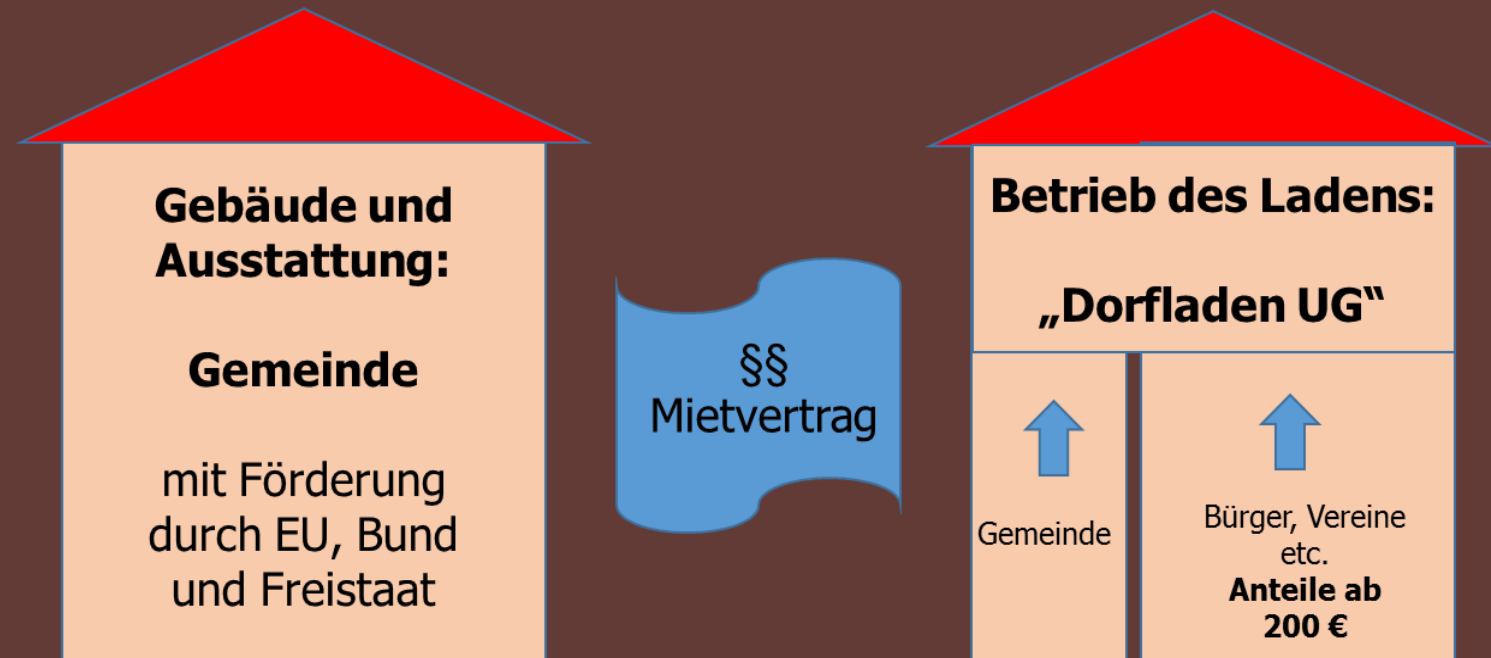 Gebäude und
Ausstattung:
Gemeinde
mit Förderung
durch EU, Bund
und Freistaat
§§
Mietvertrag
Betrieb des Ladens:
„Dorfladen UG“
Gemeinde
Bürger, Vereine
etc.
Anteile ab
200 €